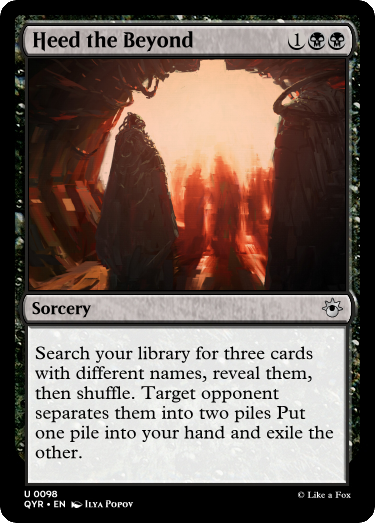 Heed the Beyond 1
Sorcery
Search your library for three cards
with different names, reveal them,
then shuffle. Target opponent
separates them into two piles Put
one pile into your hand and exile the
other.
U 0098
QYR • EN Ilya Popov
© Like a Fox